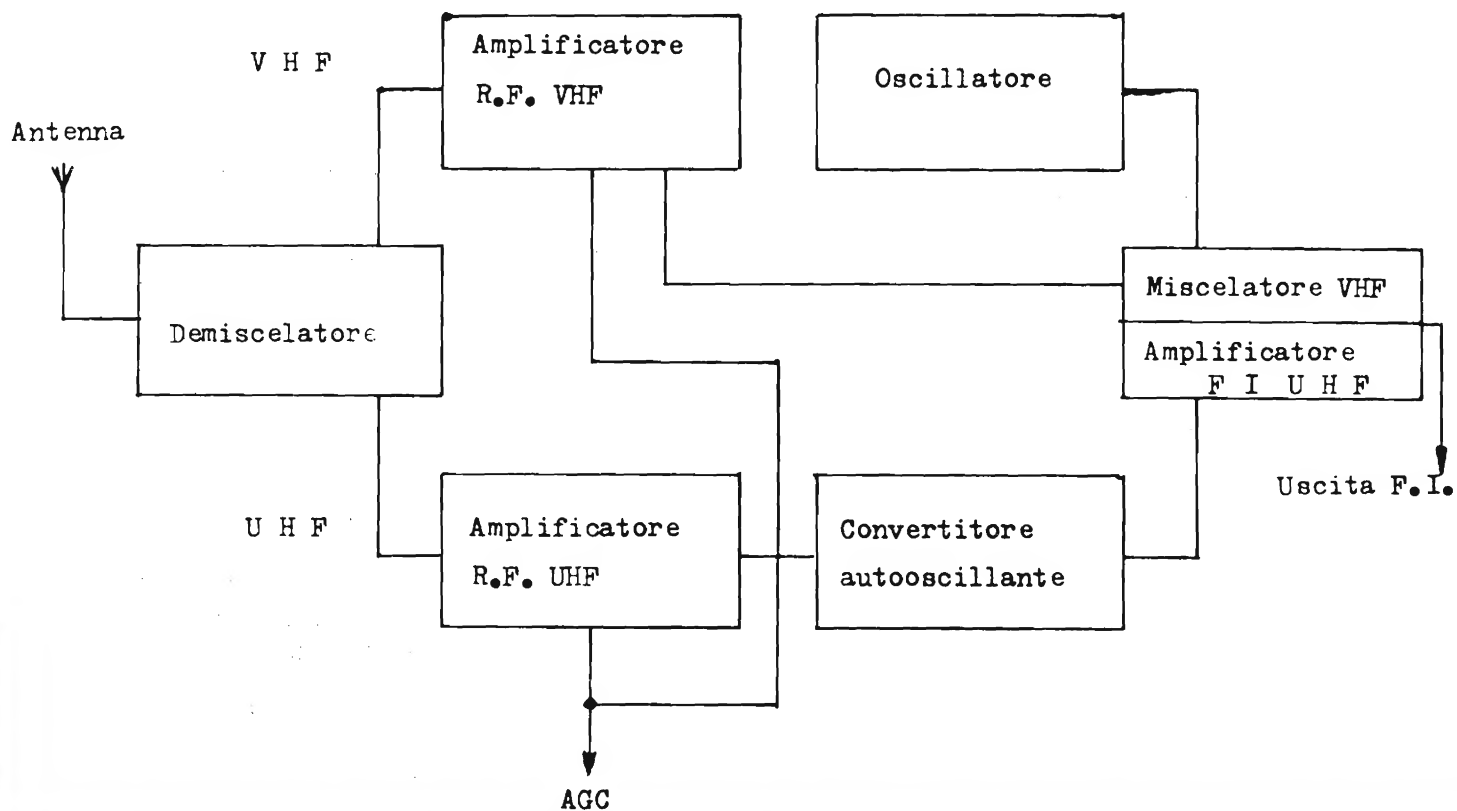 V H F
Amplificatore
R.F. VHF
Oscillatore
Antenna
Demiscelatore
Miscelatore VHF
Amplificatore
F I U H F
Uscita F.I.
U H F
Amplificatore
R.F. UHF
Convertitore
autooscillante
AGC